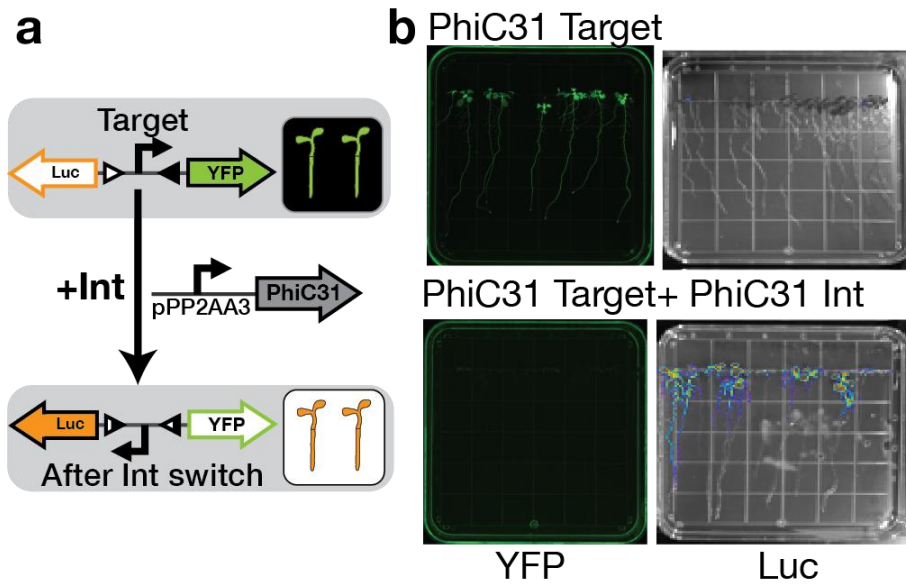 a
Target
Luc
YFP
+Int
pPP2AA3
PhiC31
Luc
YFP
After Int switch
b
PhiC31 Target
PhiC31 Target+ PhiC31 Int
YFP
Luc